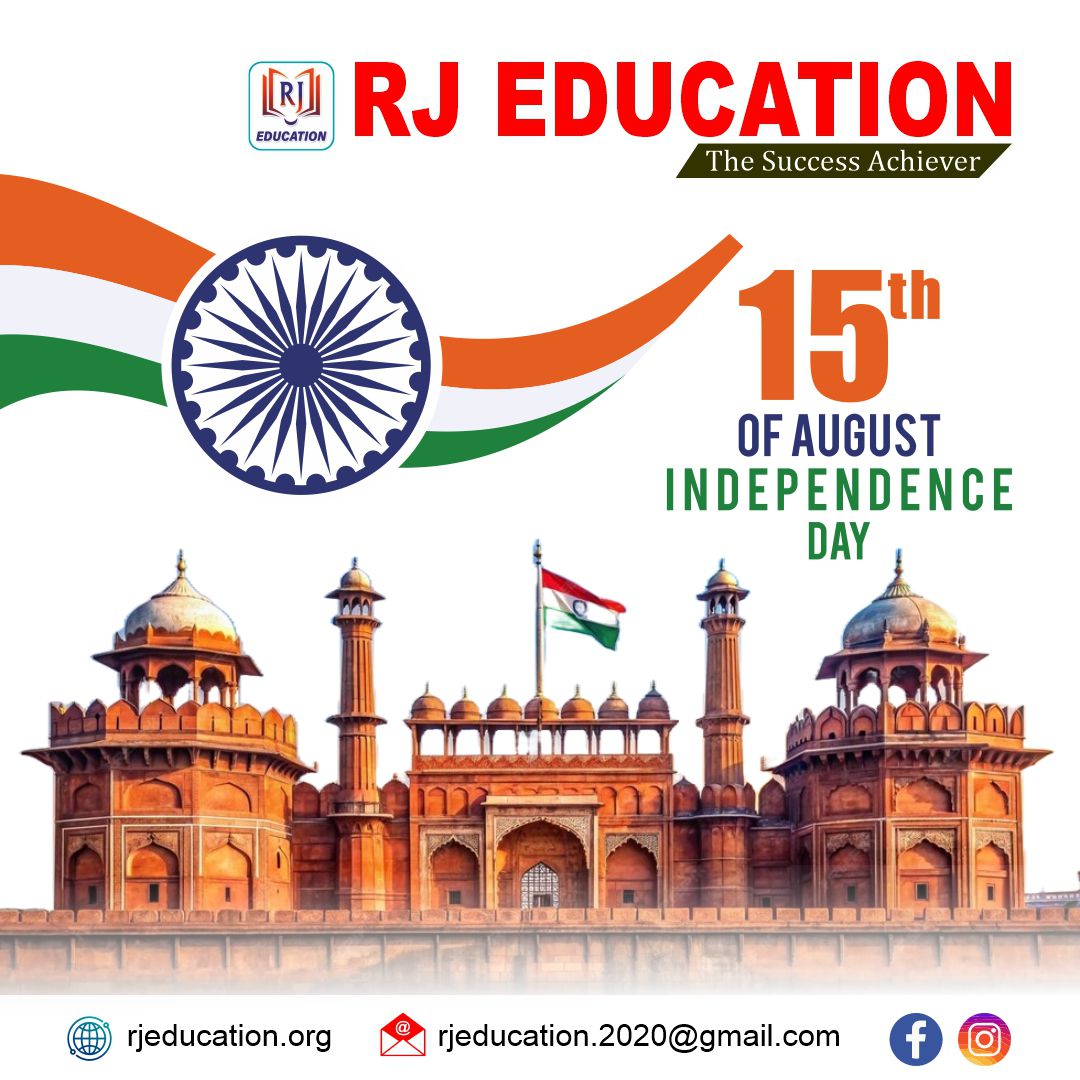 RJ
EDUCATION
RJ EDUCATION
The Success Achiever
15th
OF AUGUST
INDEPENDENCE
DAY
rjeducation.org
@
rjeducation.2020@gmail.com
f